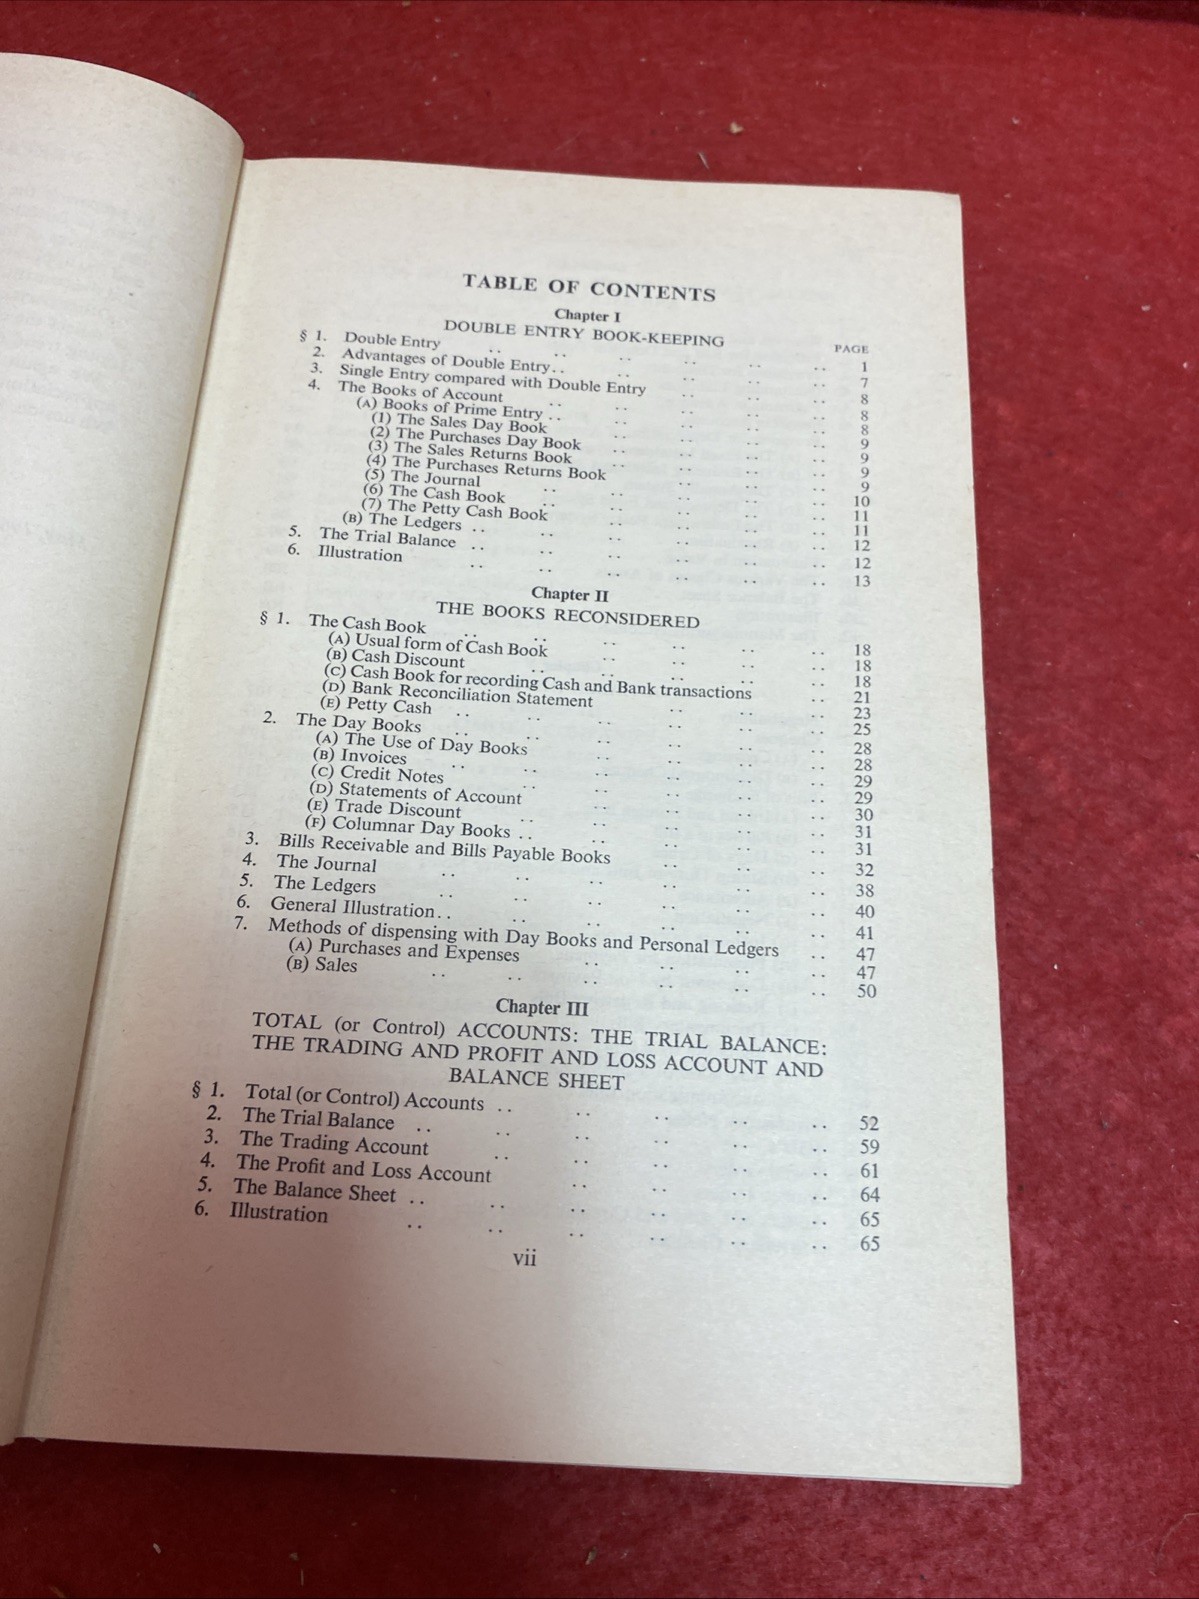 TABLE OF CONTENTS
Chapter I
DOUBLE ENTRY BOOK-KEEPING
PAGE
§ 1. Double Entry .. .. .. .. .. .. 1
2. Advantages of Double Entry.. .. .. .. .. 7
3. Single Entry compared with Double Entry .. .. .. 8
4. The Books of Account .. .. .. .. .. 8
(A) Books of Prime Entry .. .. .. .. .. 8
(1) The Sales Day Book .. .. .. .. 9
(2) The Purchases Day Book .. .. .. .. 9
(3) The Sales Returns Book .. .. .. .. 9
(4) The Purchases Returns Book .. .. .. 9
(5) The Journal .. .. .. .. .. 10
(6) The Cash Book .. .. .. .. .. 11
(7) The Petty Cash Book .. .. .. .. 11
(B) The Ledgers .. .. .. .. .. .. 12
5. The Trial Balance .. .. .. .. .. .. 12
6. Illustration .. .. .. .. .. .. 13
Chapter II
THE BOOKS RECONSIDERED
§ 1. The Cash Book .. .. .. .. .. .. 18
(A) Usual form of Cash Book .. .. .. .. 18
(B) Cash Discount .. .. .. .. .. 18
(C) Cash Book for recording Cash and Bank transactions .. 21
(D) Bank Reconciliation Statement .. .. .. 23
(E) Petty Cash .. .. .. .. .. .. 25
2. The Day Books .. .. .. .. .. .. 28
(A) The Use of Day Books .. .. .. .. 28
(B) Invoices .. .. .. .. .. .. 29
(C) Credit Notes .. .. .. .. .. 29
(D) Statements of Account .. .. .. .. 30
(E) Trade Discount .. .. .. .. .. 31
(F) Columnar Day Books .. .. .. .. .. 31
3. Bills Receivable and Bills Payable Books .. .. .. 32
4. The Journal .. .. .. .. .. .. 38
5. The Ledgers .. .. .. .. .. .. 40
6. General Illustration.. .. .. .. .. .. 41
7. Methods of dispensing with Day Books and Personal Ledgers .. 47
(A) Purchases and Expenses .. .. .. .. 47
(B) Sales .. .. .. .. .. .. 50
Chapter III
TOTAL (or Control) ACCOUNTS: THE TRIAL BALANCE:
THE TRADING AND PROFIT AND LOSS ACCOUNT AND
BALANCE SHEET
§ 1. Total (or Control) Accounts .. .. .. .. .. 52
2. The Trial Balance .. .. .. .. .. .. 59
3. The Trading Account .. .. .. .. .. 61
4. The Profit and Loss Account .. .. .. .. 64
5. The Balance Sheet .. .. .. .. .. .. 65
6. Illustration .. .. .. .. .. .. 65
vii